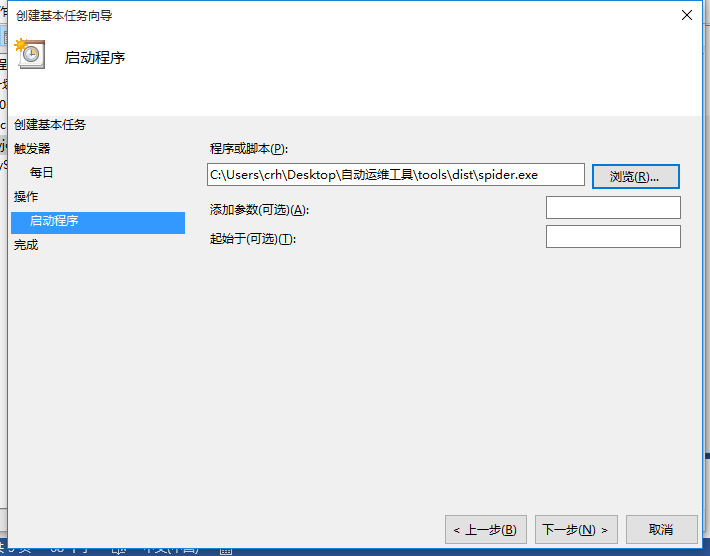 创建基本任务向导
启动程序
创建基本任务
触发器
每日
操作
启动程序
完成
程序或脚本(P):
C:\Users\crh\Desktop\自动运维工具\tools\dist\spider.exe
浏览(R)...
添加参数(可选)(A):
起始于(可选)(T):
< 上一步(B)
下一步(N) >
取消